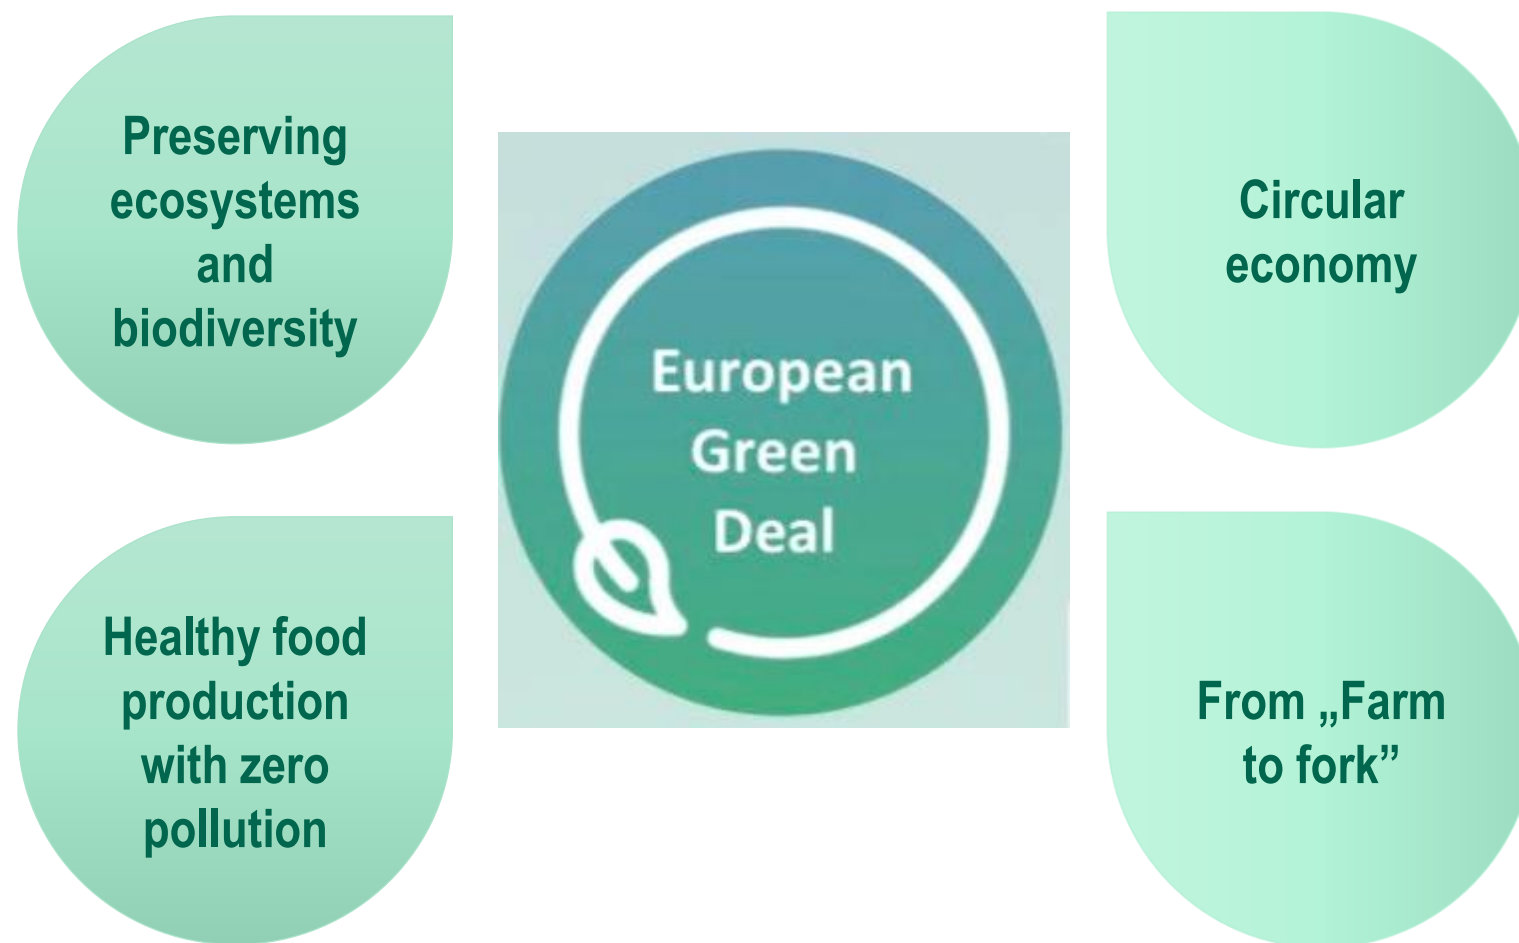 Preserving
ecosystems
and
biodiversity
European
Green
Deal
Circular
economy
Healthy food
production
with zero
pollution
From „Farm
to fork”